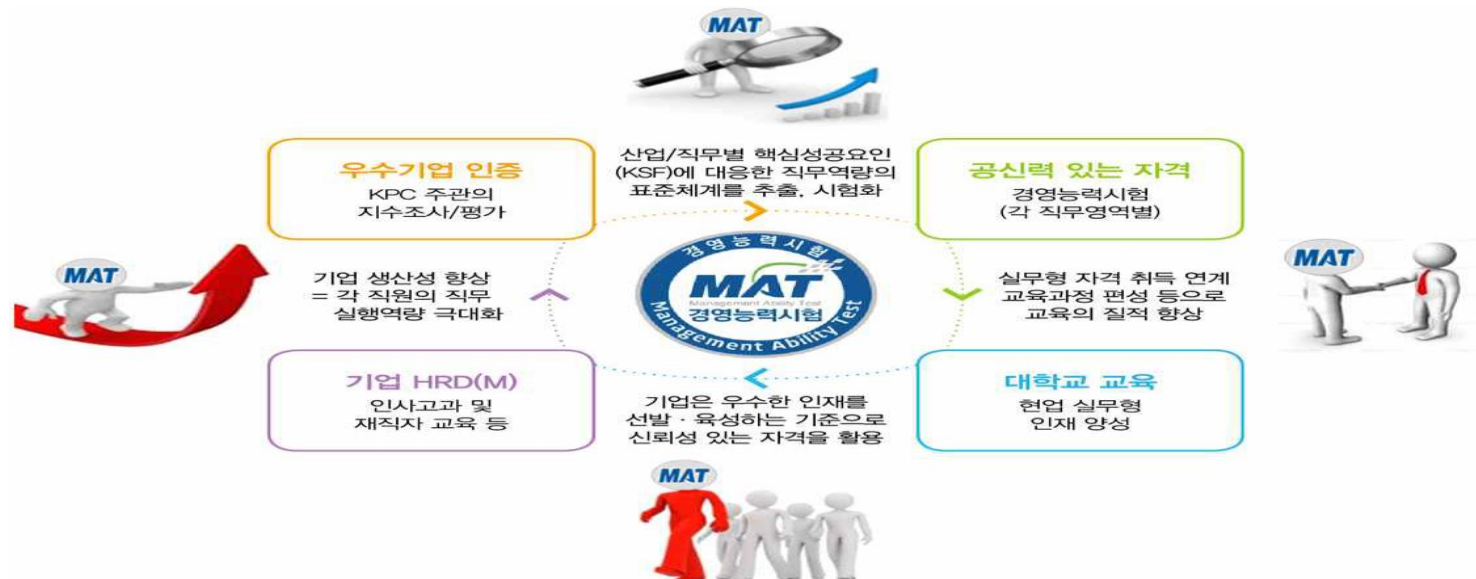 MAT
우수기업 인증
KPC 주관의
지수조사/평가
산업/직무별 핵심성공요인
(KSF)에 대응한 직무역량의
표준체계를 추출, 시험화
공신력 있는 자격
경영능력시험
(각 직무영역별)
MAT
기업 생산성 향상
= 각 직원의 직무
실행역량 극대화
경영능력시험
MAT
Management Ability Test
경영능력시험
Management Ability Test
실무형 자격 취득 연계
교육과정 편성 등으로
교육의 질적 향상
MAT
기업 HRD(M)
인사고과 및
재직자 교육 등
기업은 우수한 인재를
선발 · 육성하는 기준으로
신뢰성 있는 자격을 활용
대학교 교육
현업 실무형
인재 양성
MAT